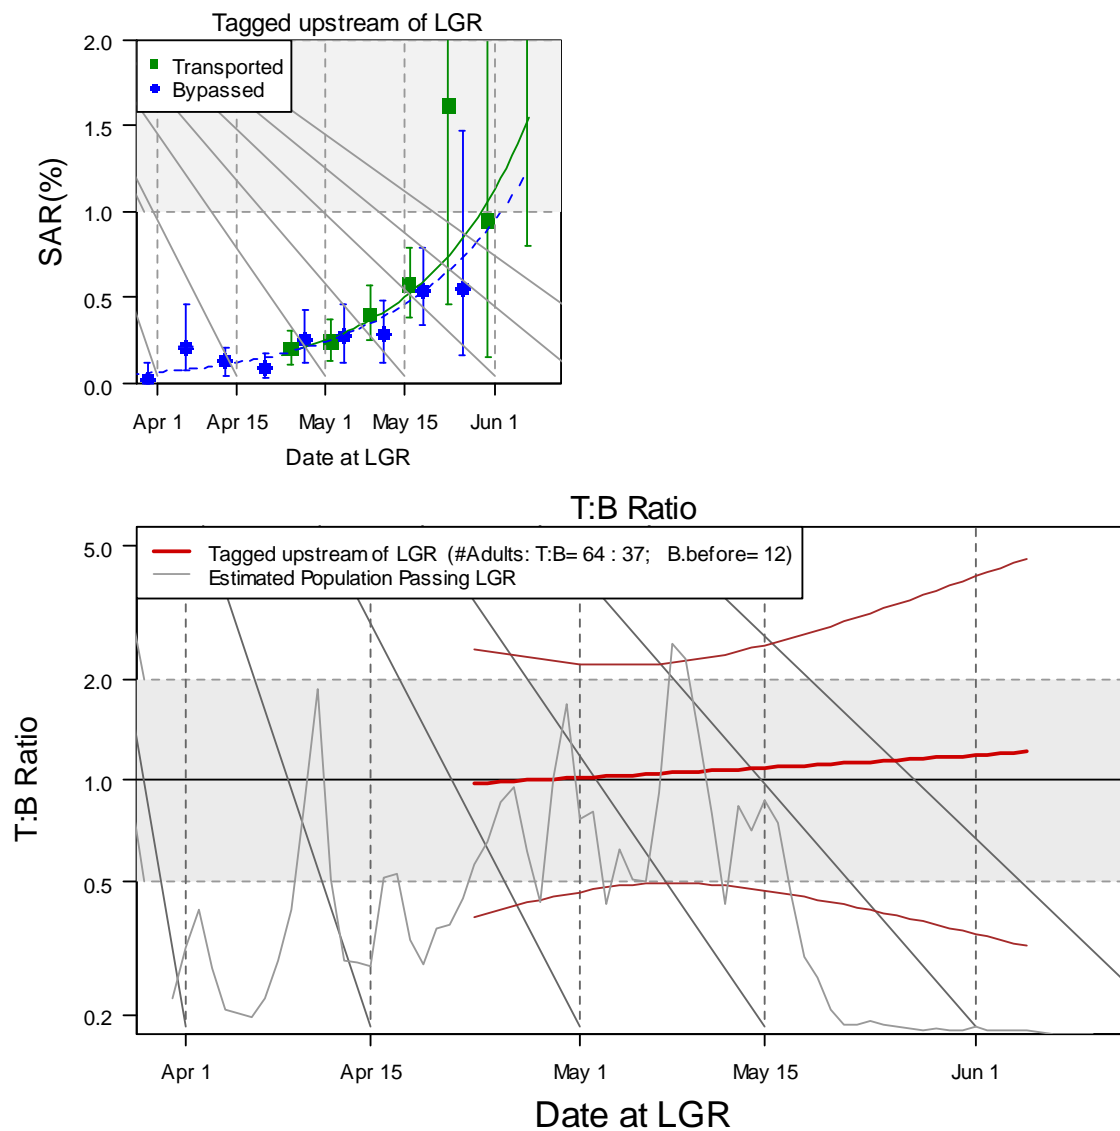 Tagged upstream of LGR
2.0
1.5
1.0
0.5
0.0
SAR(%)
Transported
Bypassed
Apr 1
Apr 15
May 1
May 15
Jun 1
Date at LGR
T:B Ratio
Tagged upstream of LGR (#Adults: T:B= 64 : 37; B.before= 12)
Estimated Population Passing LGR
5.0
2.0
1.0
0.5
0.2
T:B Ratio
Apr 1
Apr 15
May 1
May 15
Jun 1
Date at LGR